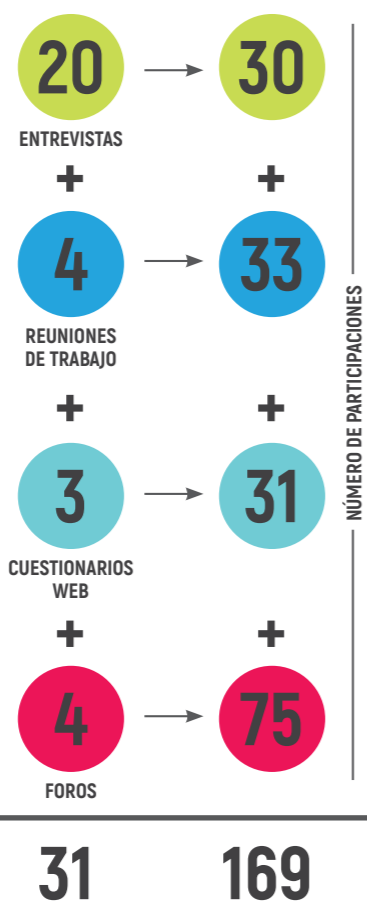 20
30
ENTREVISTAS
+
+
4
33
REUNIONES
DE TRABAJO
+
+
3
31
CUESTIONARIOS
WEB
+
+
4
75
FOROS
31
169
NÚMERO DE PARTICIPACIONES